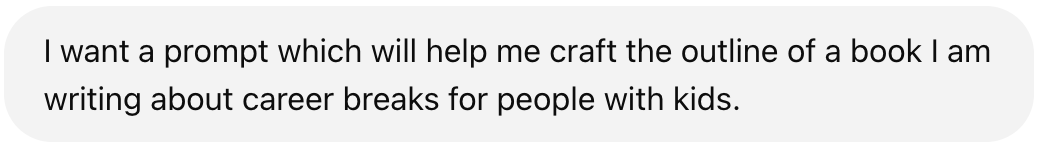 I want a prompt which will help me craft the outline of a book I am
writing about career breaks for people with kids.